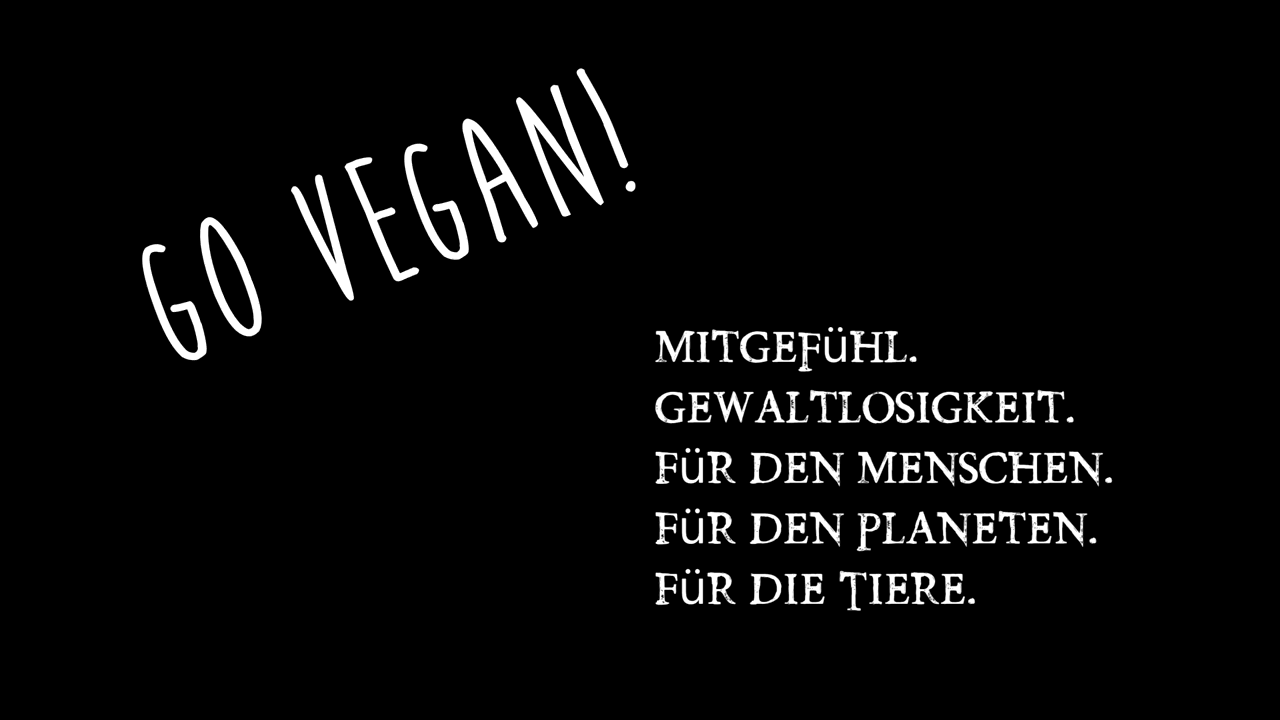 GO VEGAN!
MITGEFÜHL.
GEWALTLOSIGKEIT.
FÜR DEN MENSCHEN.
FÜR DEN PLANETEN.
FÜR DIE TIERE.